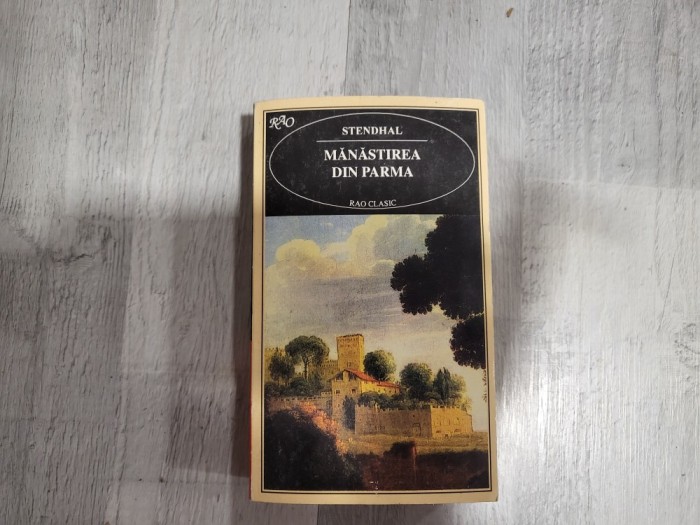 RAO
STENDHAL
MĂNĂSTIREA
DIN PARMA
RAO CLASIC